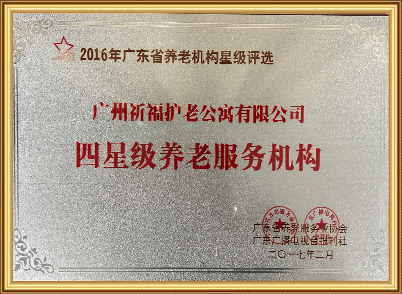 2016年广东省养老机构星级评选
广州祈福护老公寓有限公司
四星级养老服务机构
广东省养老服务业协会
广东广播电视台报刊社
二〇一七年二月